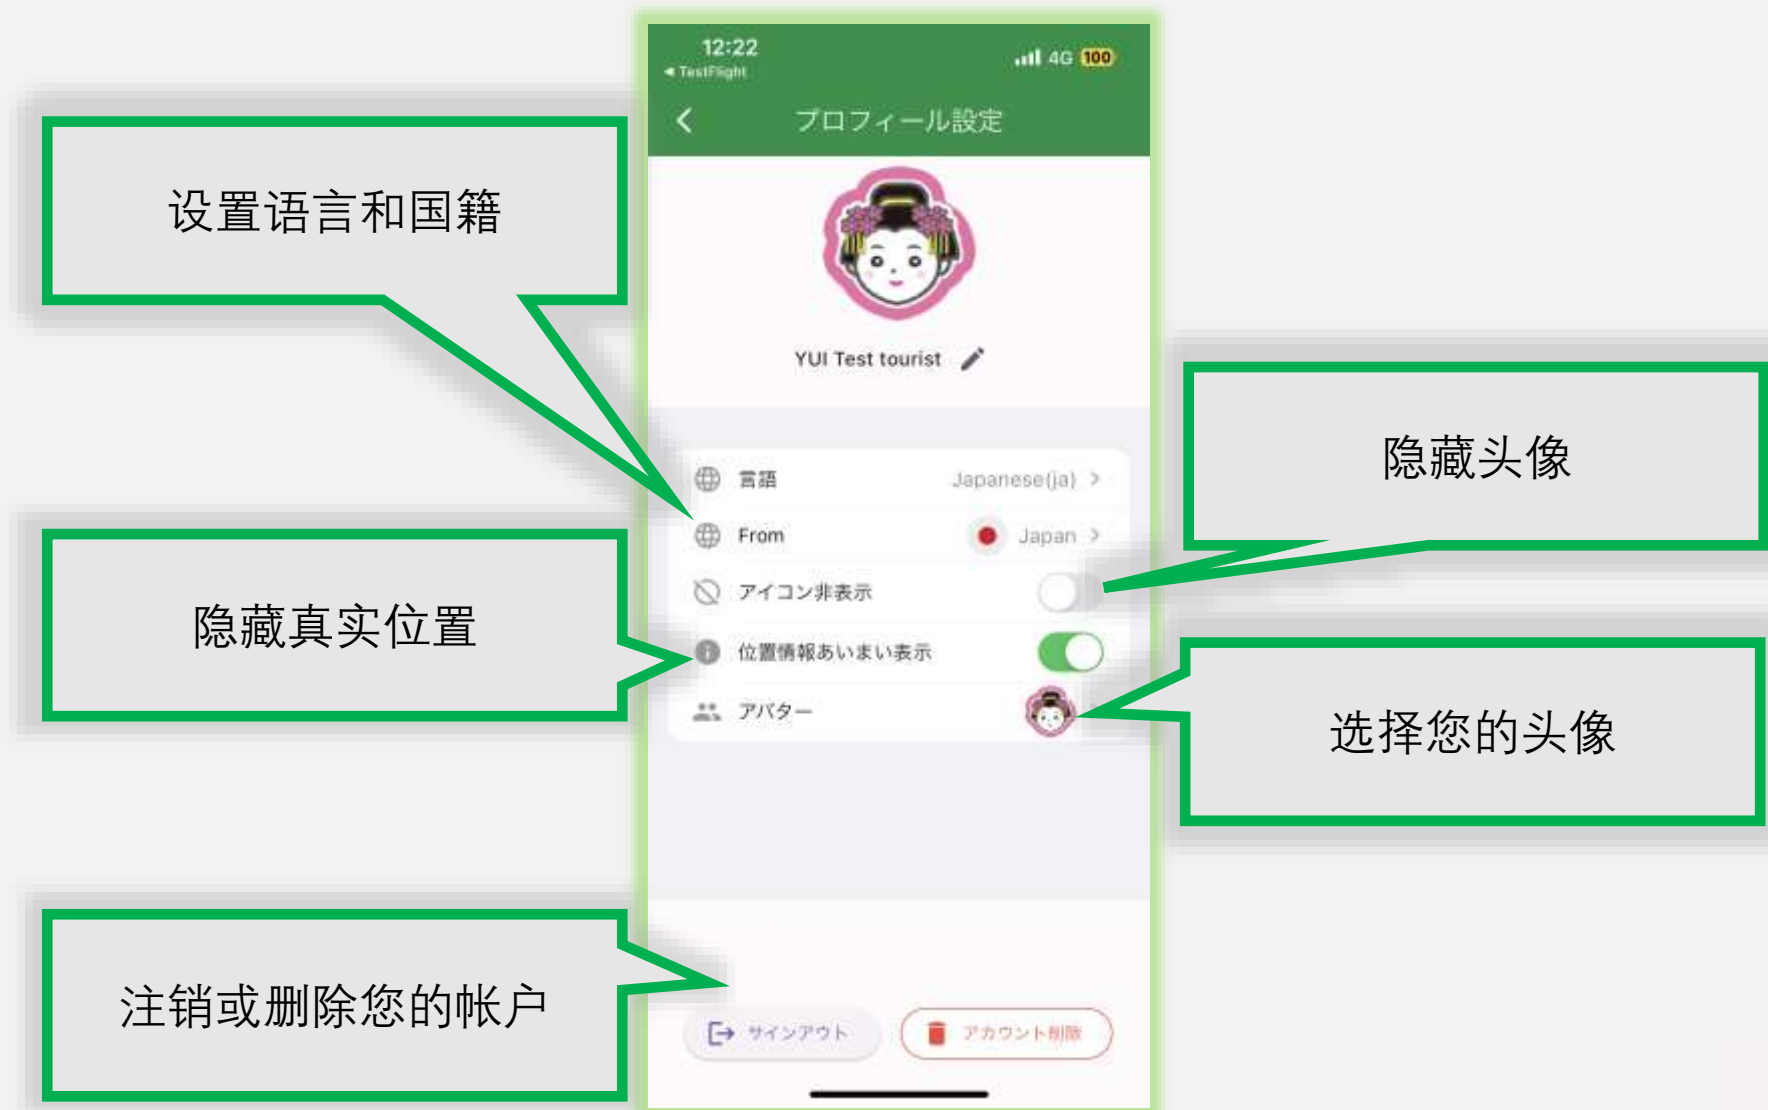 12:22
◀ TestFlight
4G 100
プロフィール設定
设置语言和国籍
YUI Test tourist
隐藏头像
言語 Japanese(ja) >
From Japan >
アイコン非表示
隐藏真实位置
位置情報あいまい表示
アバター
选择您的头像
注销或删除您的帐户
サインアウト
アカウント削除